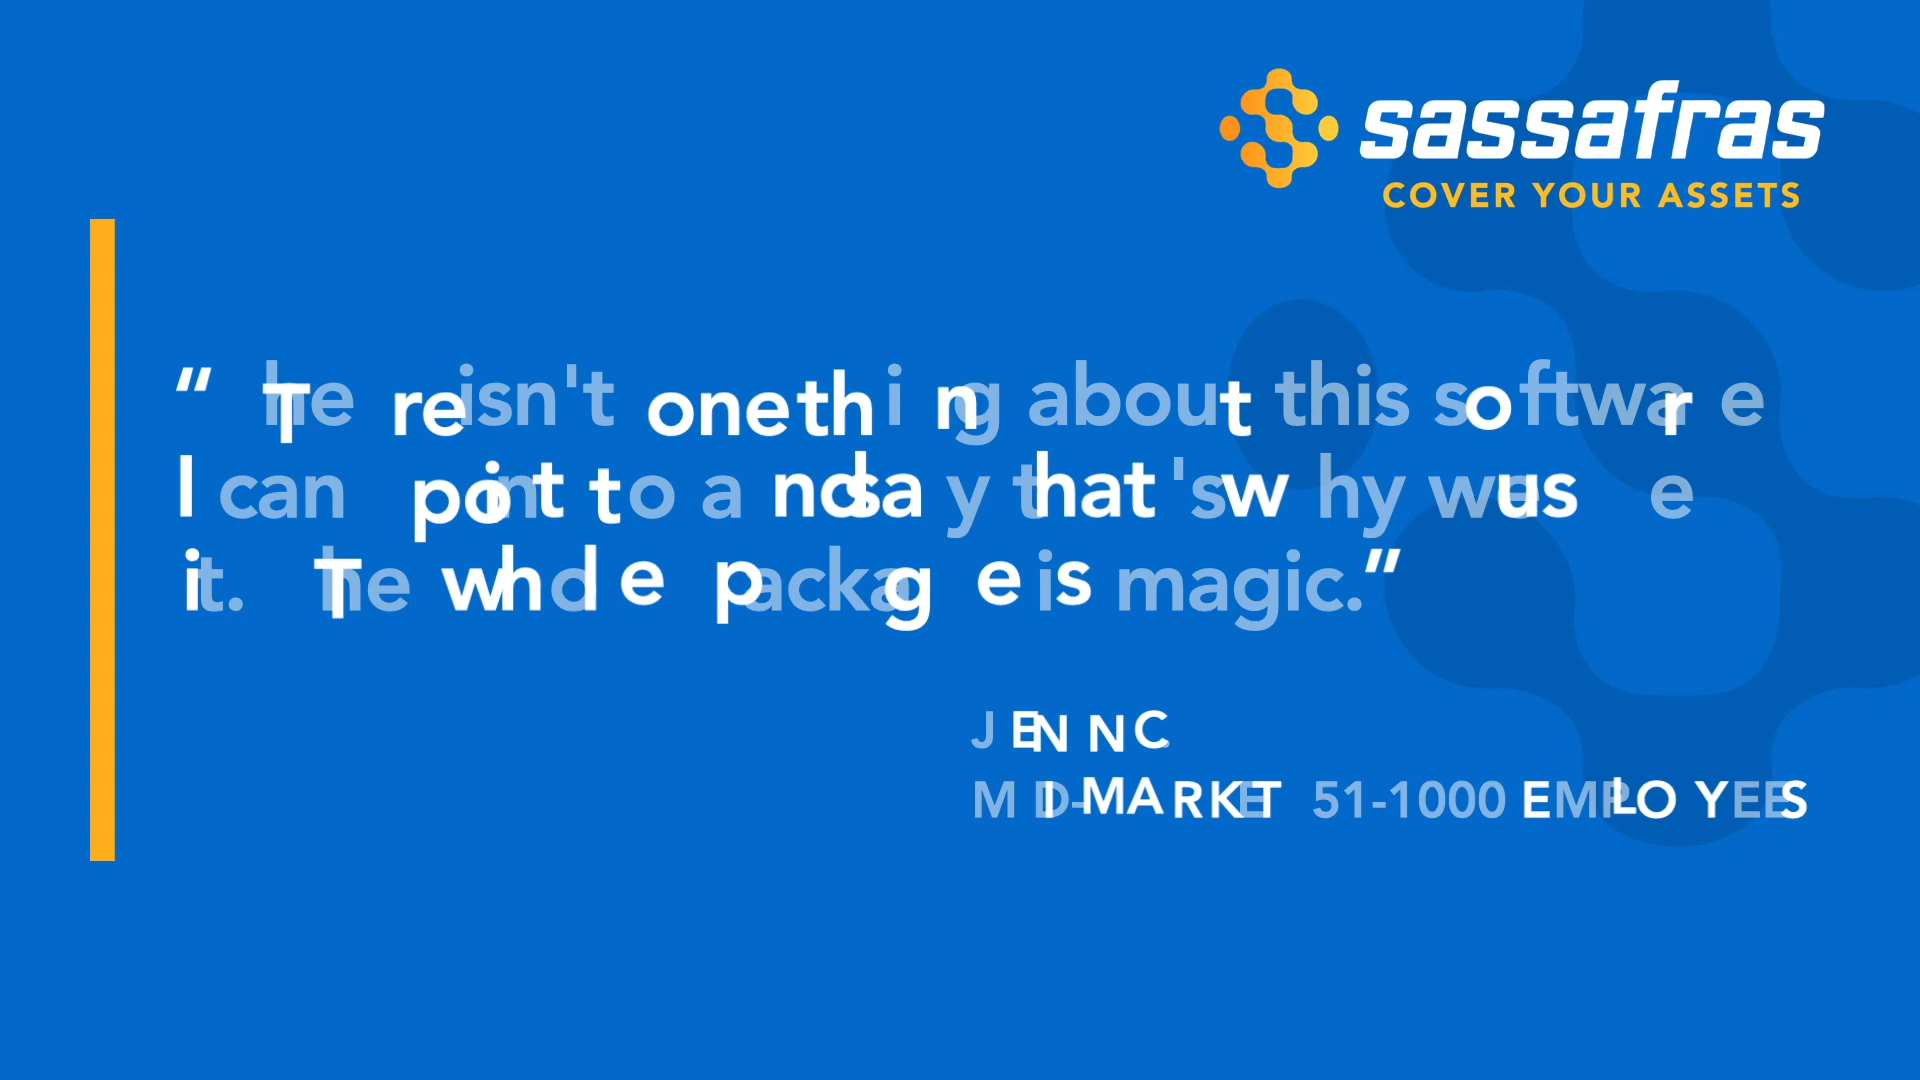 sassafras
COVER YOUR ASSETS
“There isn't one thing about this software
I can point to and say that's why we use
it. The whole package is magic.”
JENN C.
MID-MARKET 51-1000 EMPLOYEES